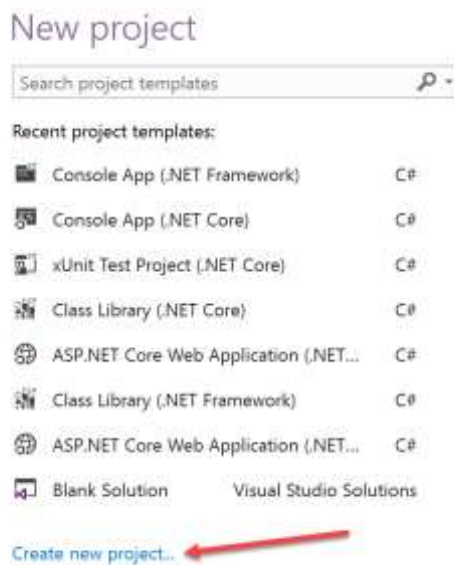 New project
Search project templates
Recent project templates:
Console App (.NET Framework) C#
Console App (.NET Core) C#
xUnit Test Project (.NET Core) C#
Class Library (.NET Core) C#
ASP.NET Core Web Application (.NET... C#
Class Library (.NET Framework) C#
ASP.NET Core Web Application (.NET... C#
Blank Solution Visual Studio Solutions
Create new project...